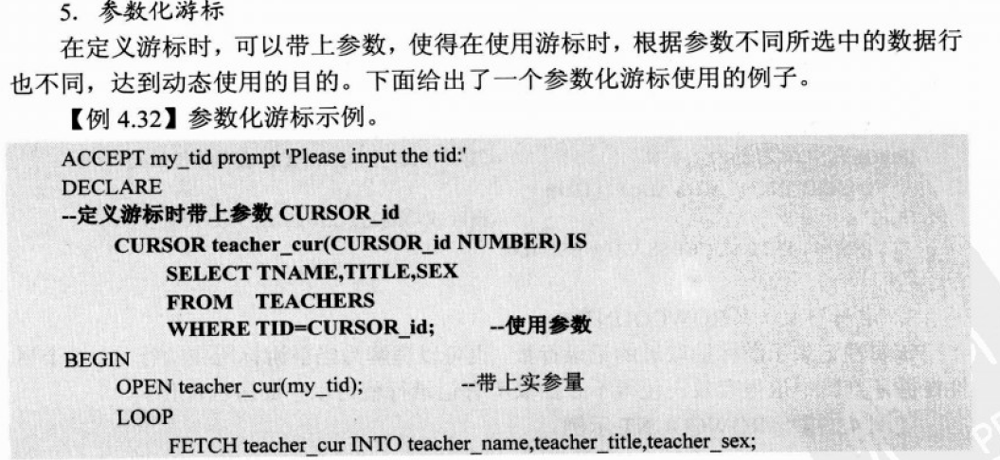 5. 参数化游标
在定义游标时，可以带上参数，使得在使用游标时，根据参数不同所选中的数据行
也不同，达到动态使用的目的。下面给出了一个参数化游标使用的例子。
【例 4.32】参数化游标示例。
ACCEPT my_tid prompt 'Please input the tid:'
DECLARE
--定义游标时带上参数 CURSOR_id
CURSOR teacher_cur(CURSOR_id NUMBER) IS
SELECT TNAME,TITLE,SEX
FROM TEACHERS
WHERE TID=CURSOR_id; --使用参数
BEGIN
OPEN teacher_cur(my_tid); --带上实参量
LOOP
FETCH teacher_cur INTO teacher_name,teacher_title,teacher_sex;